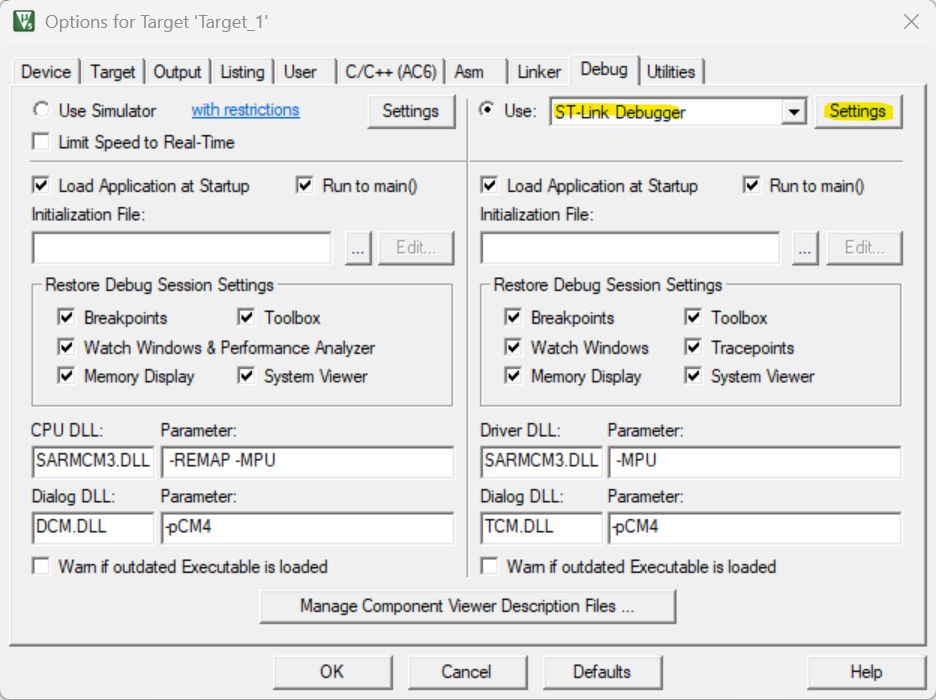 Options for Target 'Target_1'
Device Target Output Listing User C/C++ (AC6) Asm Linker Debug Utilities
Use Simulator with restrictions Settings
Limit Speed to Real-Time
Use: ST-Link Debugger Settings
Load Application at Startup Run to main()
Initialization File:
... Edit...
Restore Debug Session Settings
Breakpoints Toolbox
Watch Windows & Performance Analyzer
Memory Display System Viewer
CPU DLL: Parameter:
SARMCM3.DLL -REMAP -MPU
Dialog DLL: Parameter:
DCM.DLL -pCM4
Warn if outdated Executable is loaded
Load Application at Startup Run to main()
Initialization File:
... Edit...
Restore Debug Session Settings
Breakpoints Toolbox
Watch Windows Tracepoints
Memory Display System Viewer
Driver DLL: Parameter:
SARMCM3.DLL -MPU
Dialog DLL: Parameter:
TCM.DLL -pCM4
Warn if outdated Executable is loaded
Manage Component Viewer Description Files ...
OK Cancel Defaults Help